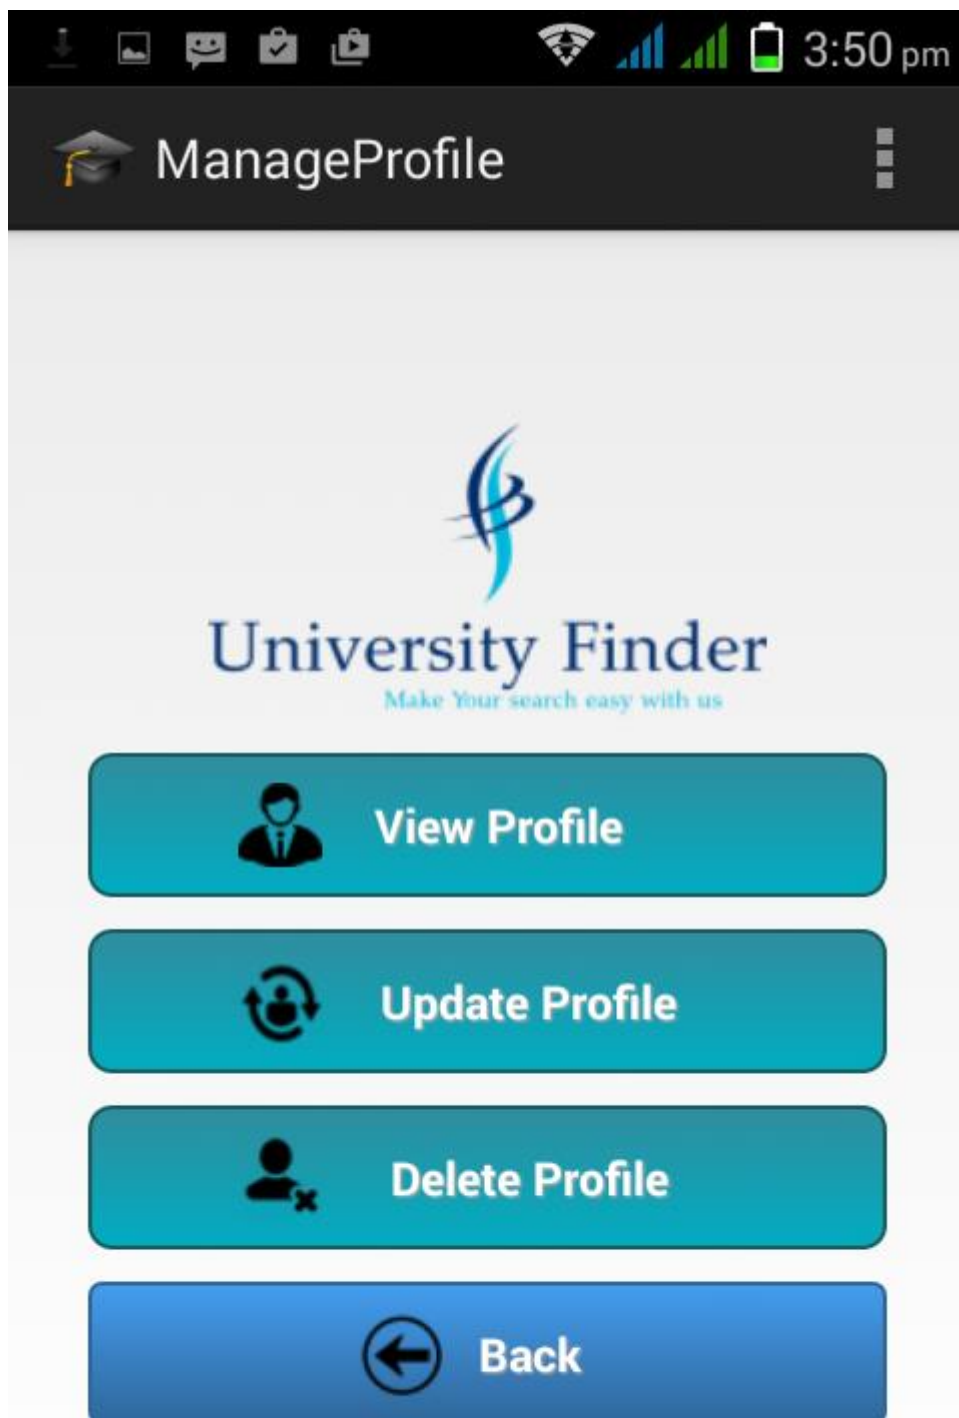 3:50 pm
ManageProfile
University Finder
Make Your search easy with us
View Profile
Update Profile
Delete Profile
Back